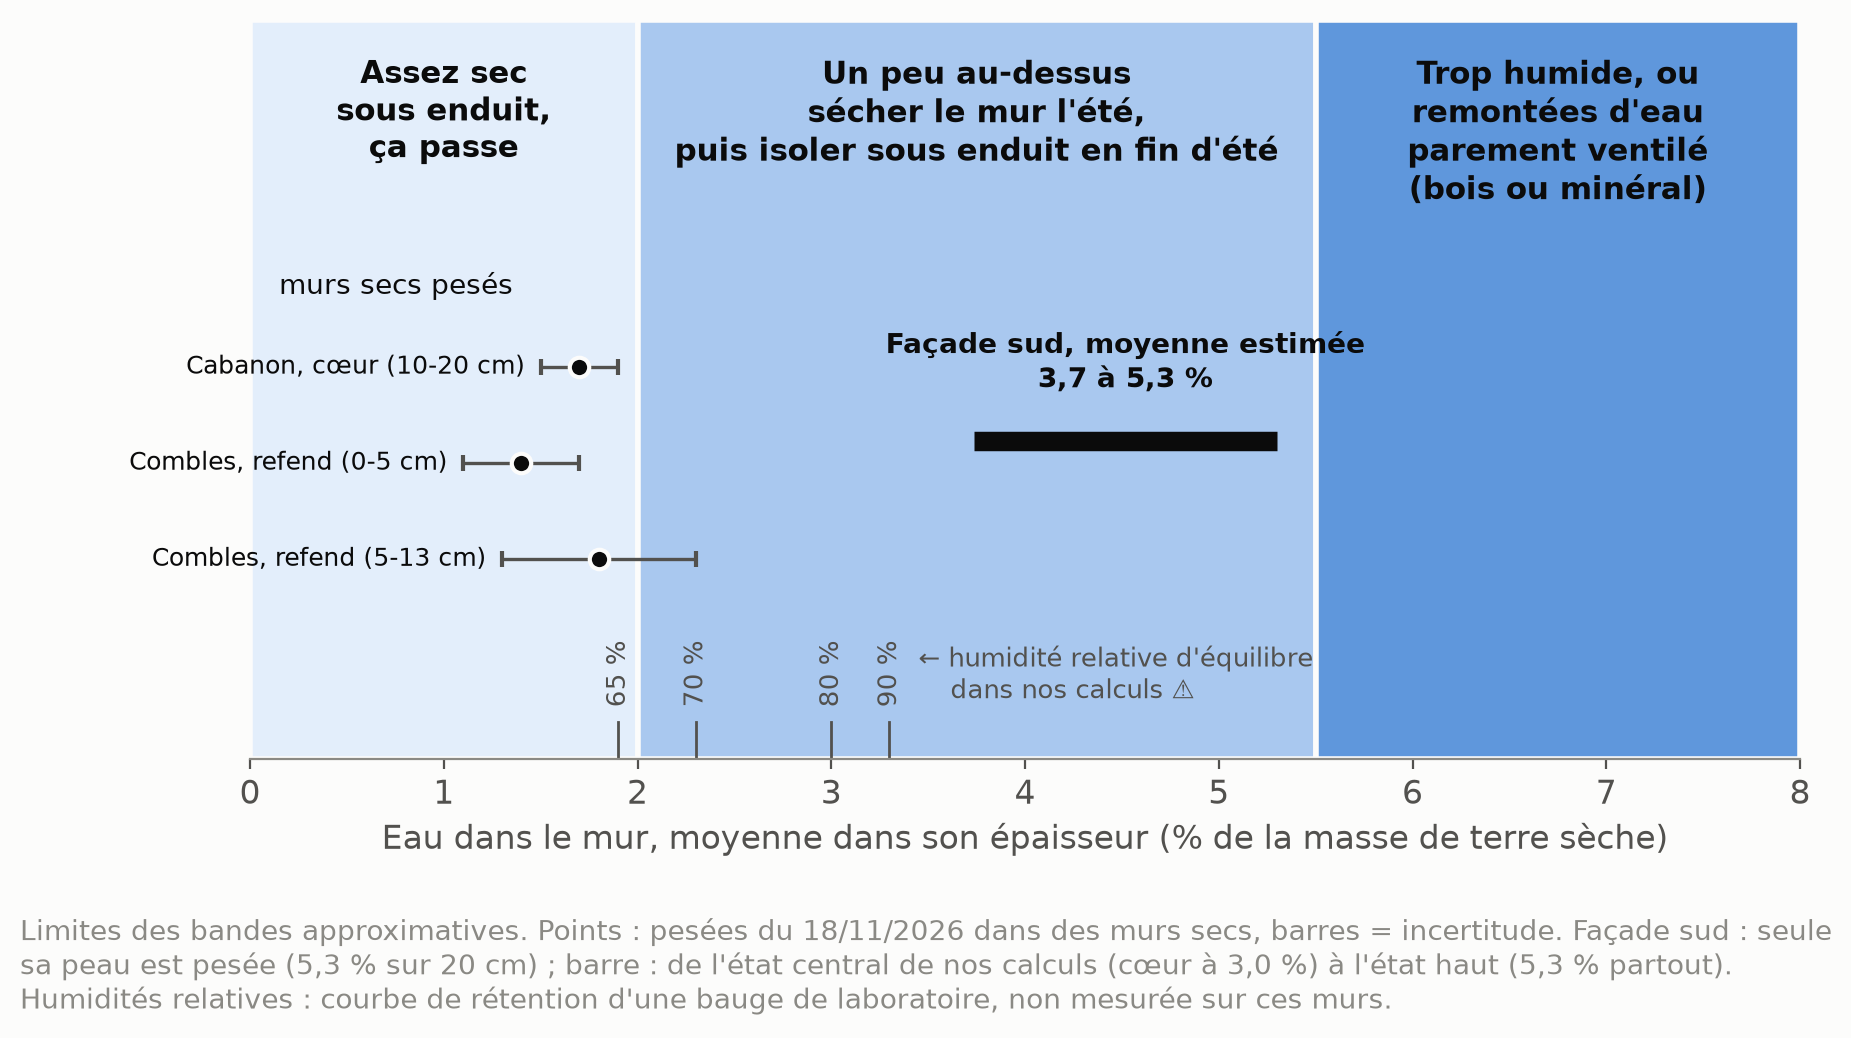 Assez sec
sous enduit,
ça passe
Un peu au-dessus
sécher le mur l'été,
puis isoler sous enduit en fin d'été
Trop humide, ou
remontées d'eau
parement ventilé
(bois ou minéral)
murs secs pesés
Façade sud, moyenne estimée
3,7 à 5,3 %
Cabanon, cœur (10-20 cm)
Combles, refend (0-5 cm)
Combles, refend (5-13 cm)
65 %
70 %
80 %
90 %
← humidité relative d'équilibre
dans nos calculs ⚠
0 1 2 3 4 5 6 7 8
Eau dans le mur, moyenne dans son épaisseur (% de la masse de terre sèche)
Limites des bandes approximatives. Points : pesées du 18/11/2026 dans des murs secs, barres = incertitude. Façade sud : seule
sa peau est pesée (5,3 % sur 20 cm) ; barre : de l'état central de nos calculs (cœur à 3,0 %) à l'état haut (5,3 % partout).
Humidités relatives : courbe de rétention d'une bauge de laboratoire, non mesurée sur ces murs.